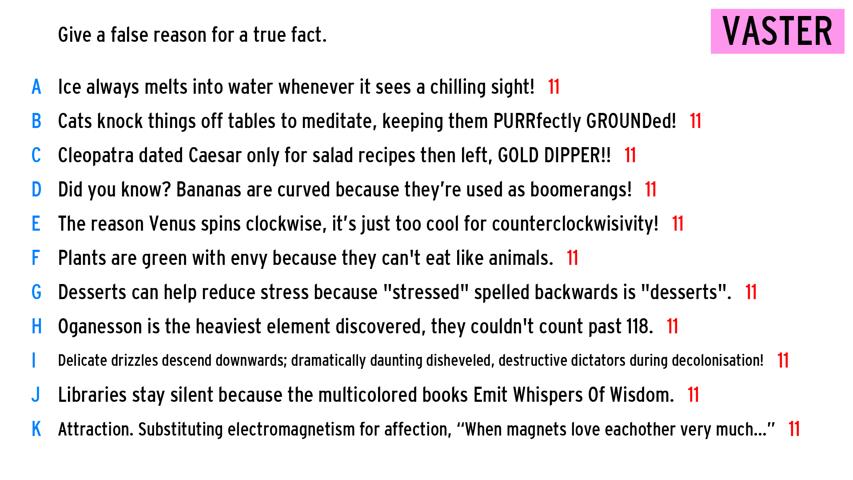 Give a false reason for a true fact.
VASTER
A Ice always melts into water whenever it sees a chilling sight! 11
B Cats knock things off tables to meditate, keeping them PURRfectly GROUNDed! 11
C Cleopatra dated Caesar only for salad recipes then left, GOLD DIPPER!! 11
D Did you know? Bananas are curved because they’re used as boomerangs! 11
E The reason Venus spins clockwise, it’s just too cool for counterclockwisivity! 11
F Plants are green with envy because they can't eat like animals. 11
G Desserts can help reduce stress because "stressed" spelled backwards is "desserts". 11
H Oganesson is the heaviest element discovered, they couldn't count past 118. 11
I Delicate drizzles descend downwards; dramatically daunting disheveled, destructive dictators during decolonisation! 11
J Libraries stay silent because the multicolored books Emit Whispers Of Wisdom. 11
K Attraction. Substituting electromagnetism for affection, “When magnets love eachother very much...” 11